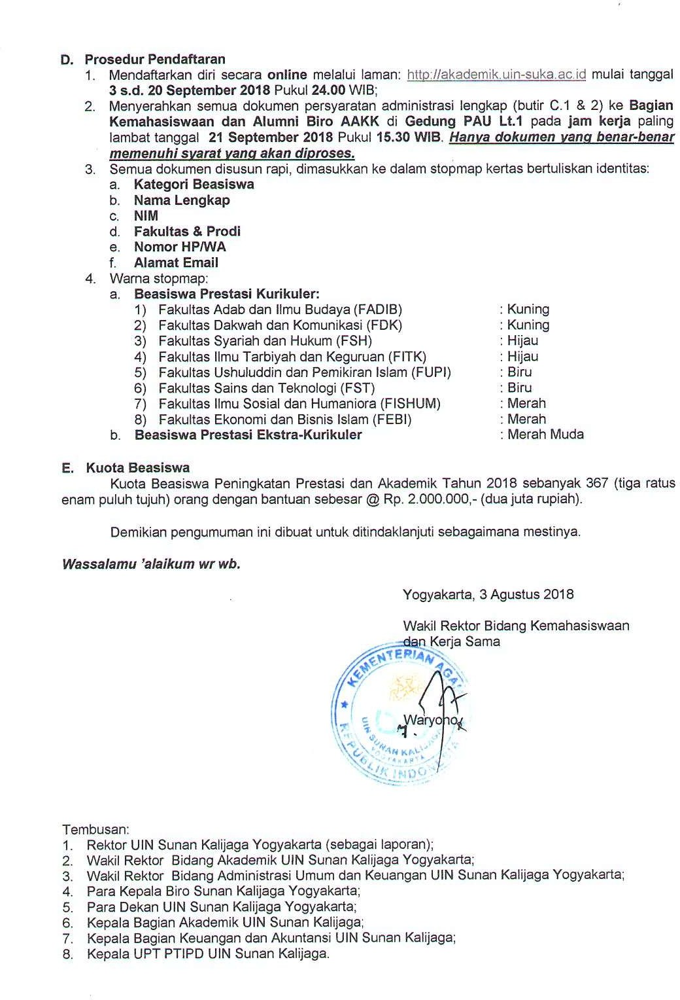 D. Prosedur Pendaftaran
1. Mendaftarkan diri secara online melalui laman: http://akademik.uin-suka.ac.id mulai tanggal
3 s.d. 20 September 2018 Pukul 24.00 WIB;
2. Menyerahkan semua dokumen persyaratan administrasi lengkap (butir C.1 & 2) ke Bagian
Kemahasiswaan dan Alumni Biro AAKK di Gedung PAU Lt.1 pada jam kerja paling
lambat tanggal 21 September 2018 Pukul 15.30 WIB. Hanya dokumen yang benar-benar
memenuhi syarat yang akan diproses.
3. Semua dokumen disusun rapi, dimasukkan ke dalam stopmap kertas bertuliskan identitas:
a. Kategori Beasiswa
b. Nama Lengkap
c. NIM
d. Fakultas & Prodi
e. Nomor HP/WA
f. Alamat Email
4. Warna stopmap:
a. Beasiswa Prestasi Kurikuler:
1) Fakultas Adab dan Ilmu Budaya (FADIB) : Kuning
2) Fakultas Dakwah dan Komunikasi (FDK) : Kuning
3) Fakultas Syariah dan Hukum (FSH) : Hijau
4) Fakultas Ilmu Tarbiyah dan Keguruan (FITK) : Hijau
5) Fakultas Ushuluddin dan Pemikiran Islam (FUPI) : Biru
6) Fakultas Sains dan Teknologi (FST) : Biru
7) Fakultas Ilmu Sosial dan Humaniora (FISHUM) : Merah
8) Fakultas Ekonomi dan Bisnis Islam (FEBI) : Merah
b. Beasiswa Prestasi Ekstra-Kurikuler : Merah Muda
E. Kuota Beasiswa
Kuota Beasiswa Peningkatan Prestasi dan Akademik Tahun 2018 sebanyak 367 (tiga ratus
enam puluh tujuh) orang dengan bantuan sebesar @ Rp. 2.000.000,- (dua juta rupiah).
Demikian pengumuman ini dibuat untuk ditindaklanjuti sebagaimana mestinya.
Wassalamu 'alaikum wr wb.
Yogyakarta, 3 Agustus 2018
Wakil Rektor Bidang Kemahasiswaan
dan Kerja Sama
KEMENTERIAN
UIN SUNAN KALIJAGA
YOGYAKARTA
REPUBLIK INDONESIA
Waryono
Tembusan:
1. Rektor UIN Sunan Kalijaga Yogyakarta (sebagai laporan);
2. Wakil Rektor Bidang Akademik UIN Sunan Kalijaga Yogyakarta;
3. Wakil Rektor Bidang Administrasi Umum dan Keuangan UIN Sunan Kalijaga Yogyakarta;
4. Para Kepala Biro Sunan Kalijaga Yogyakarta;
5. Para Dekan UIN Sunan Kalijaga Yogyakarta;
6. Kepala Bagian Akademik UIN Sunan Kalijaga;
7. Kepala Bagian Keuangan dan Akuntansi UIN Sunan Kalijaga;
8. Kepala UPT PTIPD UIN Sunan Kalijaga.